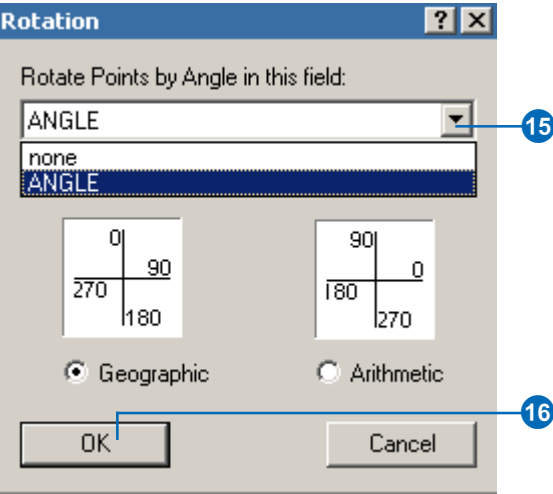 Rotation ? ×
Rotate Points by Angle in this field:
ANGLE
15
none
ANGLE
0
90
270
180
90
0
180
270
Geographic
Arithmetic
16
OK
Cancel